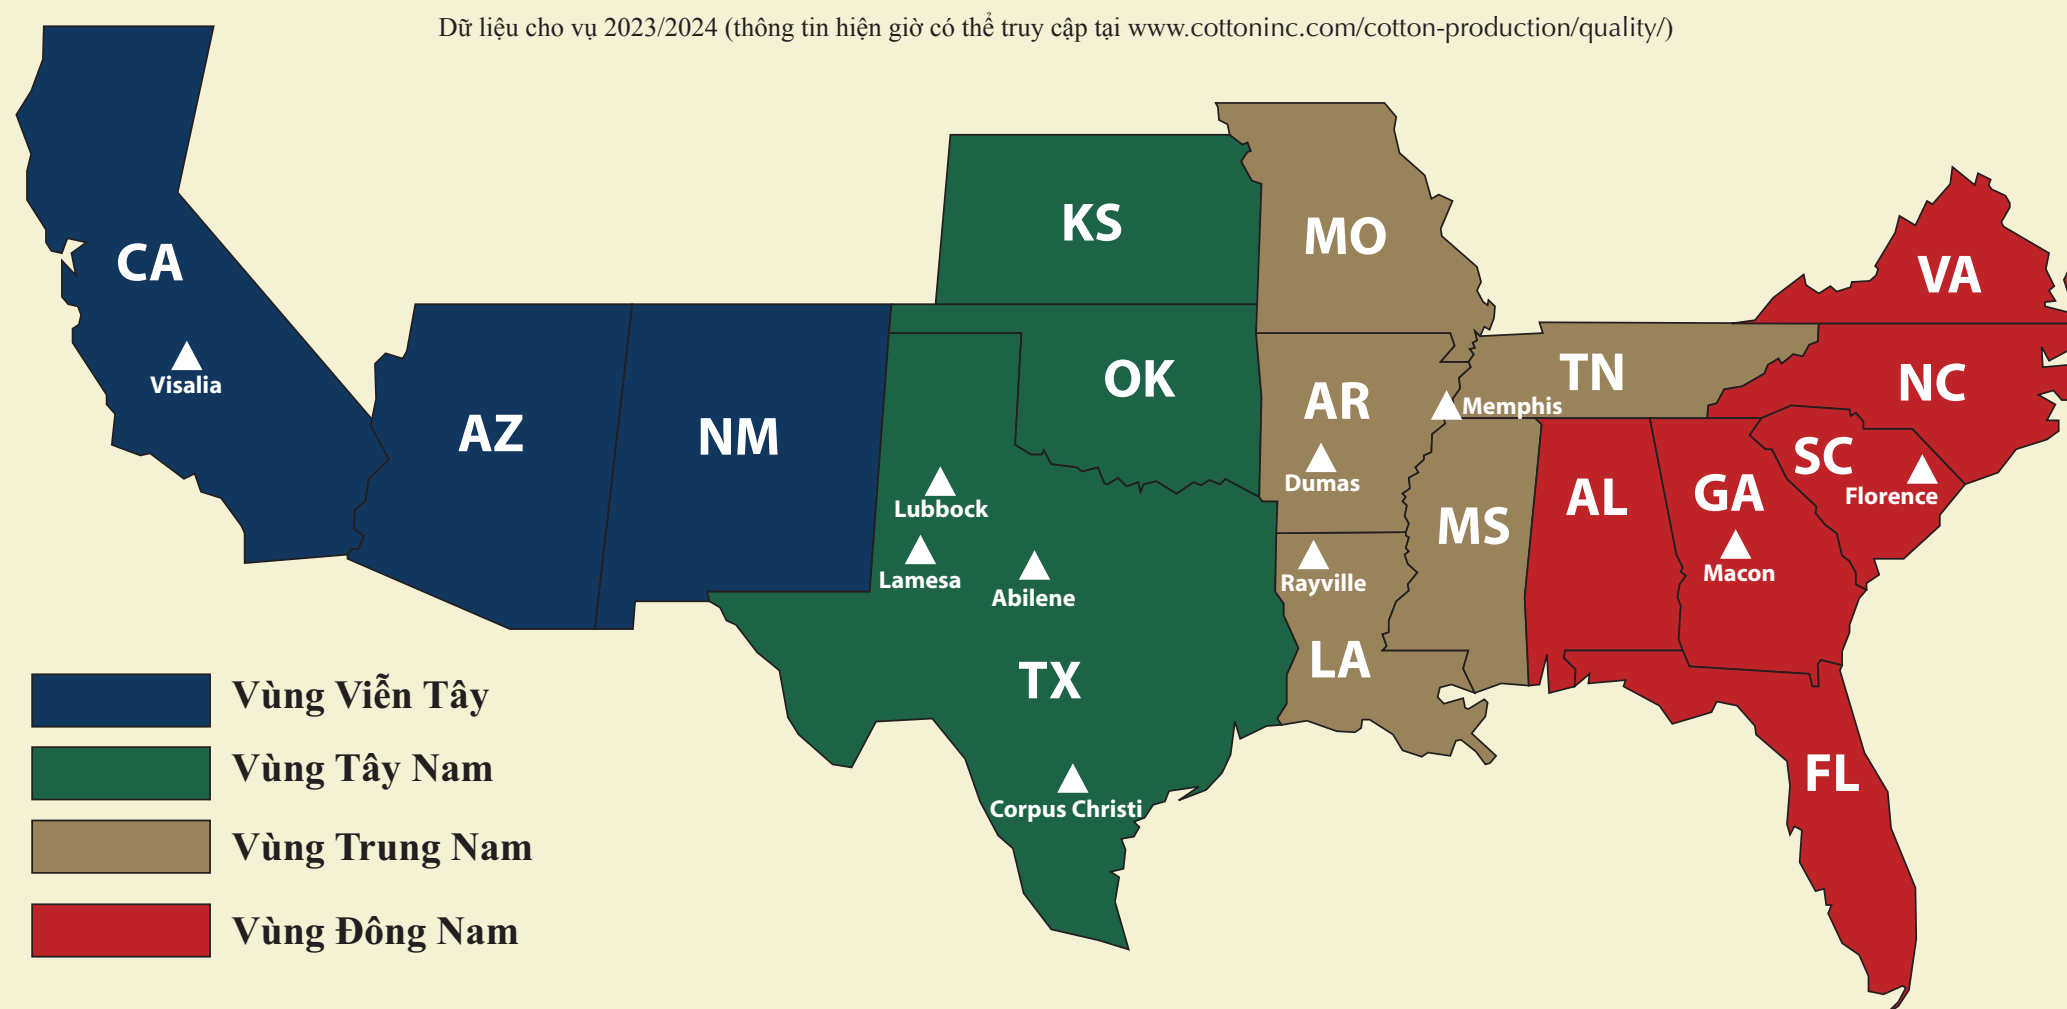 Dữ liệu cho vụ 2023/2024 (thông tin hiện giờ có thể truy cập tại www.cottoninc.com/cotton-production/quality/)
CA
Visalia
AZ
NM
KS
OK
Lubbock
Lamesa
Abilene
TX
Corpus Christi
MO
AR
Dumas
Memphis
TN
Rayville
LA
MS
AL
GA
Macon
SC
Florence
NC
VA
FL
Vùng Viễn Tây
Vùng Tây Nam
Vùng Trung Nam
Vùng Đông Nam